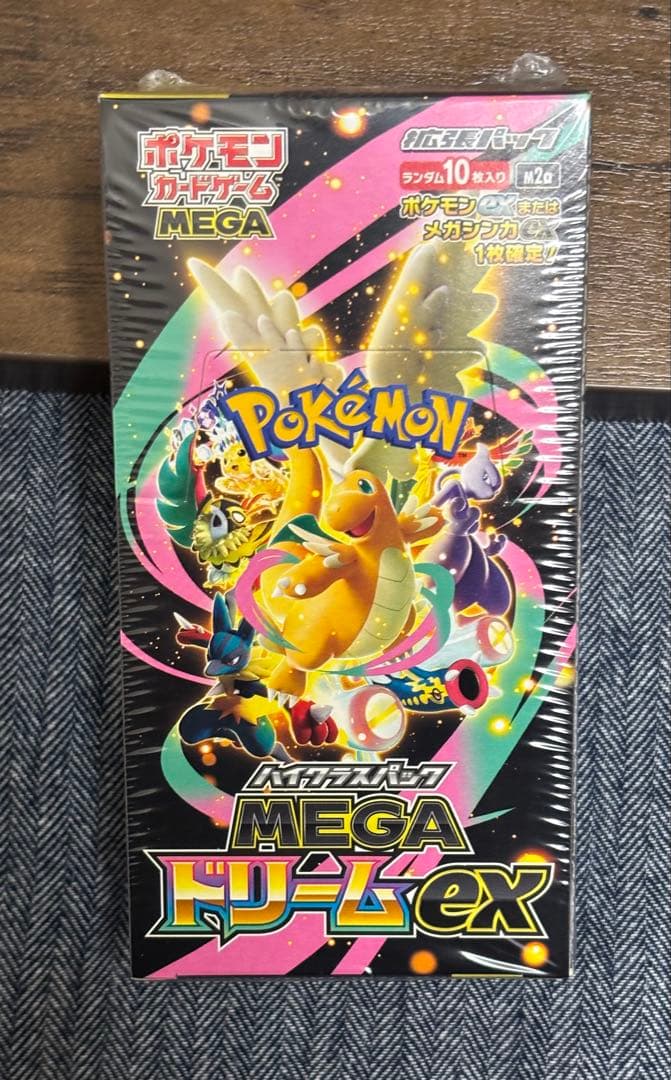 ポケモン
カードゲーム
MEGA
拡張パック
ランダム10枚入り M2a
ポケモンexまたは
メガシンカex
1枚確定!!
POKéMON
ハイクラスパック
MEGA
ドリームex